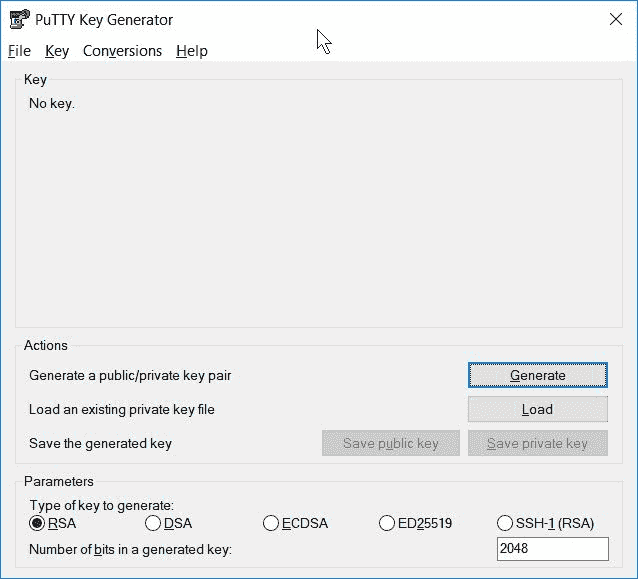 PuTTY Key Generator
File Key Conversions Help
Key
No key.
Actions
Generate a public/private key pair Generate
Load an existing private key file Load
Save the generated key Save public key Save private key
Parameters
Type of key to generate:
RSA DSA ECDSA ED25519 SSH-1 (RSA)
Number of bits in a generated key: 2048